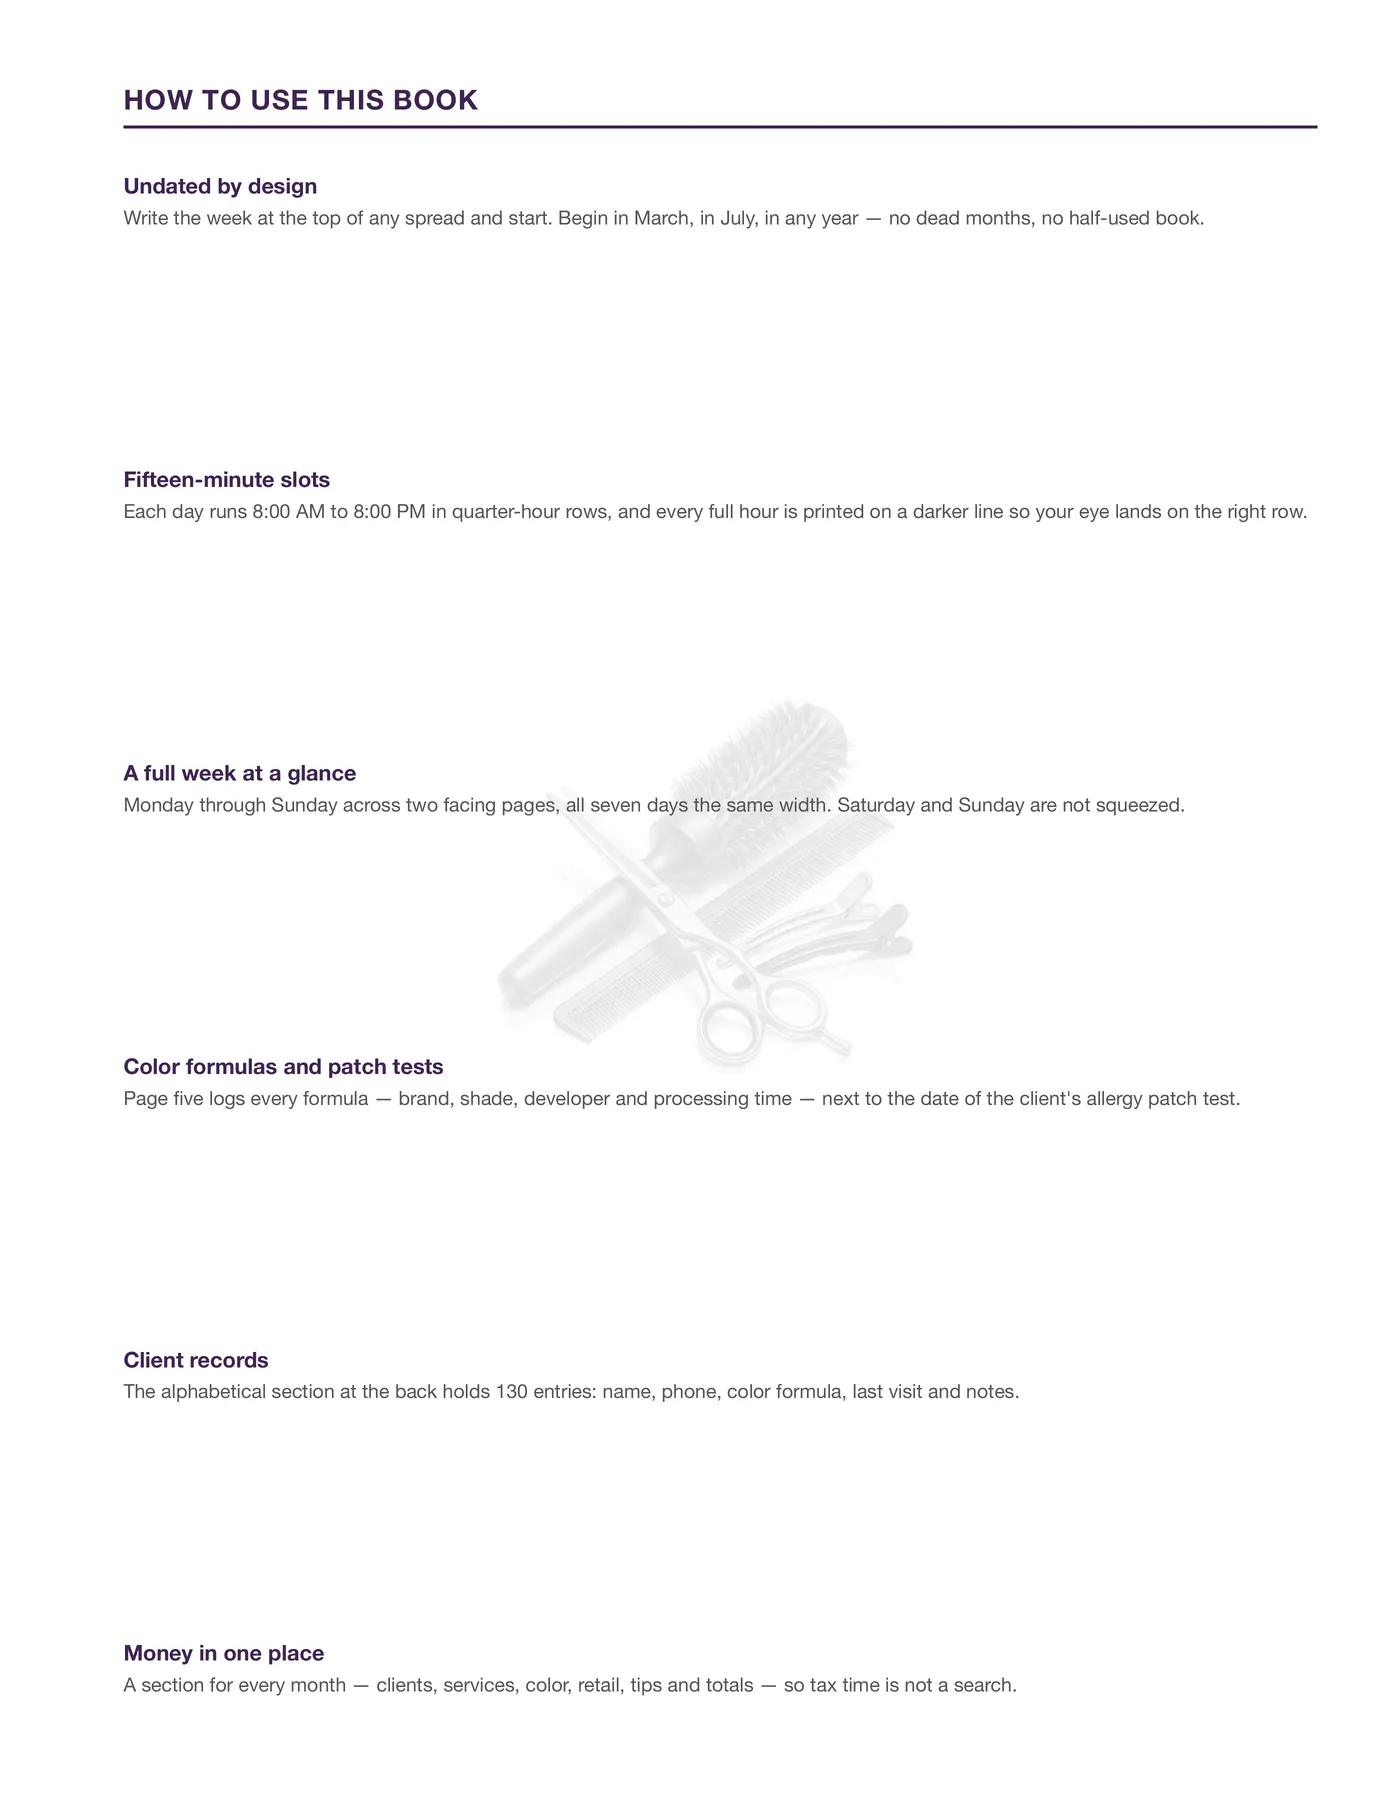 HOW TO USE THIS BOOK
Undated by design
Write the week at the top of any spread and start. Begin in March, in July, in any year — no dead months, no half-used book.
Fifteen-minute slots
Each day runs 8:00 AM to 8:00 PM in quarter-hour rows, and every full hour is printed on a darker line so your eye lands on the right row.
A full week at a glance
Monday through Sunday across two facing pages, all seven days the same width. Saturday and Sunday are not squeezed.
Color formulas and patch tests
Page five logs every formula — brand, shade, developer and processing time — next to the date of the client's allergy patch test.
Client records
The alphabetical section at the back holds 130 entries: name, phone, color formula, last visit and notes.
Money in one place
A section for every month — clients, services, color, retail, tips and totals — so tax time is not a search.